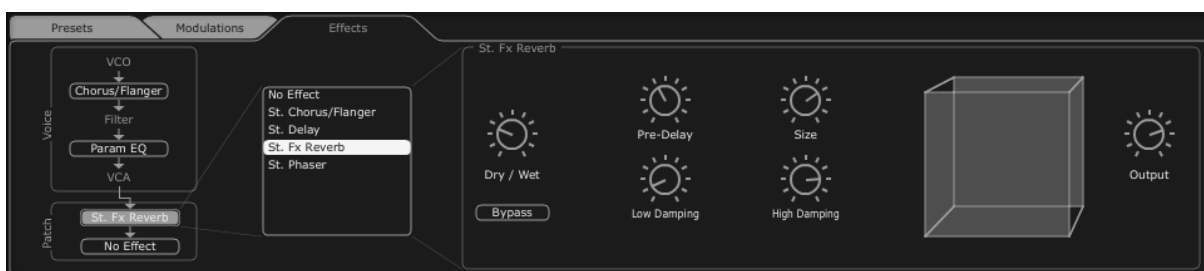 Presets
Modulations
Effects
Voice
VCO
Chorus/Flanger
Filter
Param EQ
VCA
Patch
St. Fx Reverb
No Effect
No Effect
St. Chorus/Flanger
St. Delay
St. Fx Reverb
St. Phaser
St. Fx Reverb
Dry / Wet
Bypass
Pre-Delay
Size
Low Damping
High Damping
Output